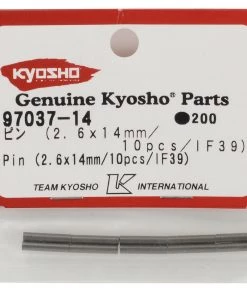 KYOSHO KYOSHO
Genuine Kyosho® Parts
97037-14 ●200
ピン (2.6x14mm/
10pcs/IF39)
Pin (2.6x14mm/10pcs/IF39)
TEAM KYOSHO K INTERNATIONAL